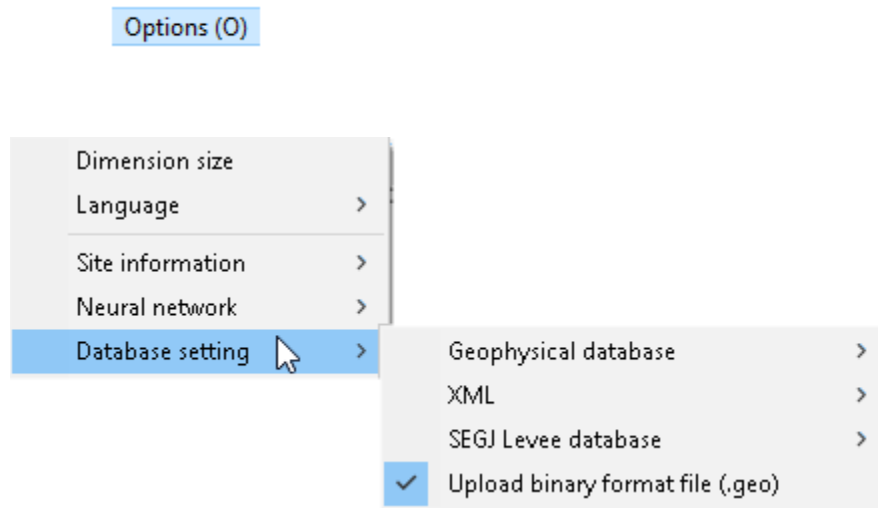 Options (O)
Dimension size
Language
Site information
Neural network
Database setting
Geophysical database
XML
SEGJ Levee database
Upload binary format file (.geo)